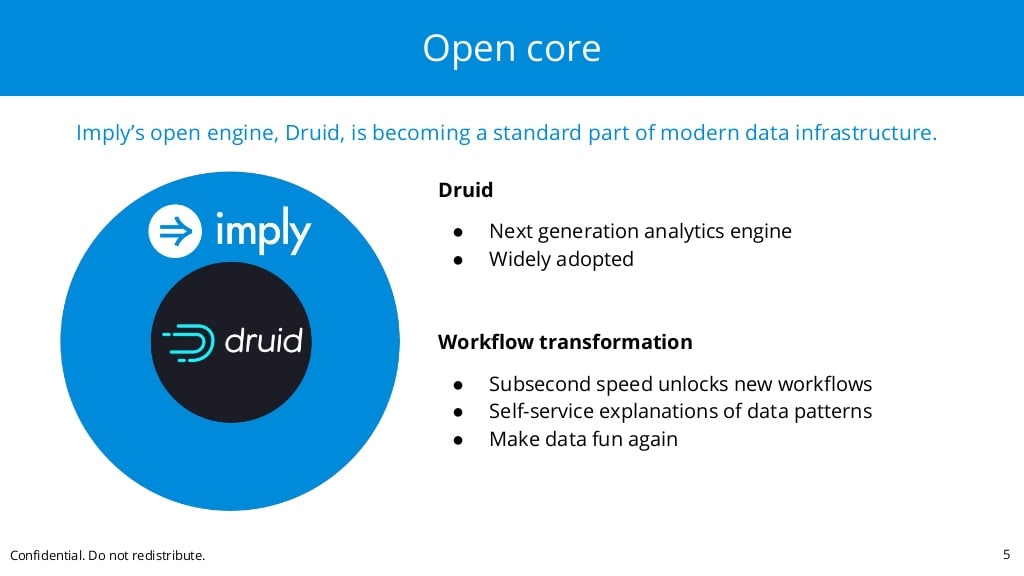 Open core
Imply’s open engine, Druid, is becoming a standard part of modern data infrastructure.
imply
druid
Druid
● Next generation analytics engine
● Widely adopted
Workflow transformation
● Subsecond speed unlocks new workflows
● Self-service explanations of data patterns
● Make data fun again
Confidential. Do not redistribute.
5